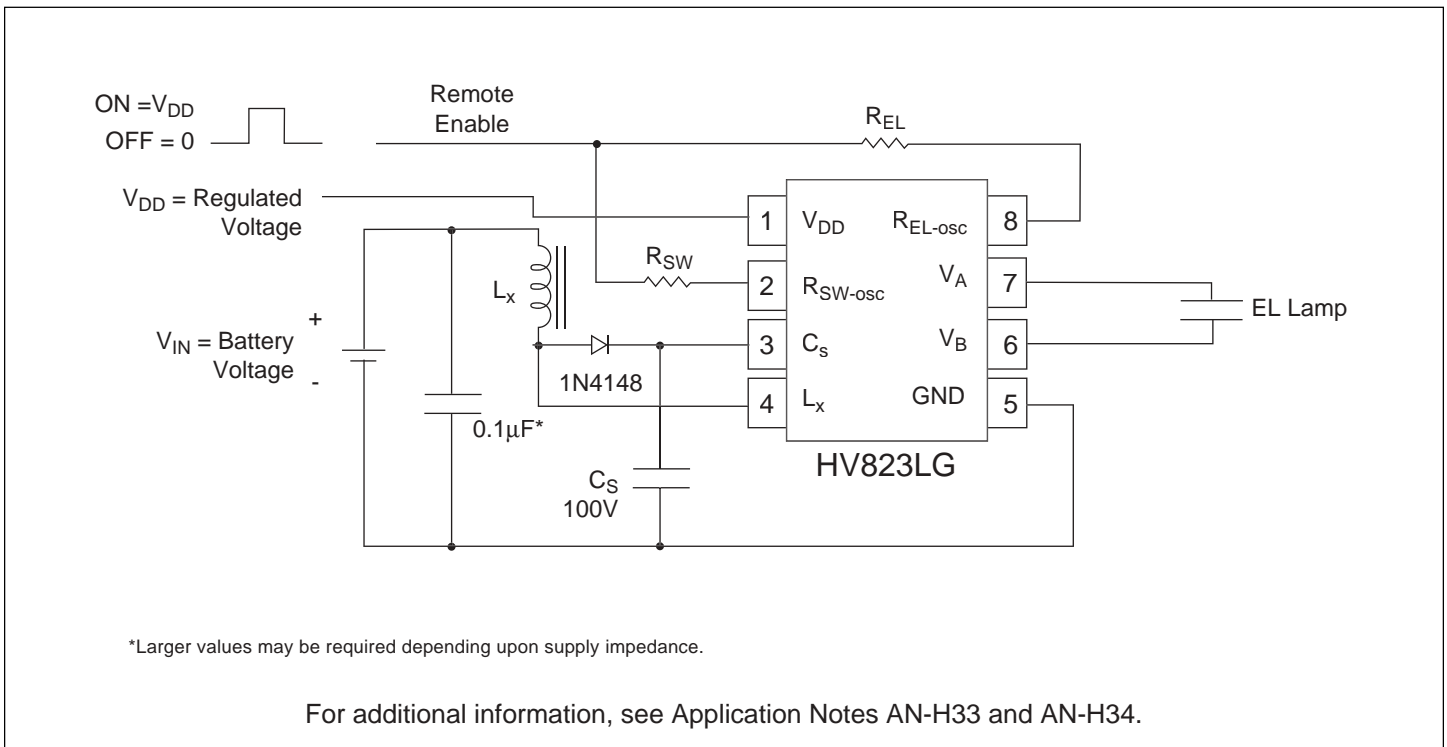 ON =VDD
OFF = 0
Remote
Enable
REL
VDD = Regulated
Voltage
1 VDD
REL-osc 8
RSW
2 RSW-osc
VA 7
Lx
EL Lamp
+
VIN = Battery
Voltage
-
3 Cs
VB 6
1N4148
4 Lx
GND 5
0.1µF*
HV823LG
CS
100V
*Larger values may be required depending upon supply impedance.
For additional information, see Application Notes AN-H33 and AN-H34.